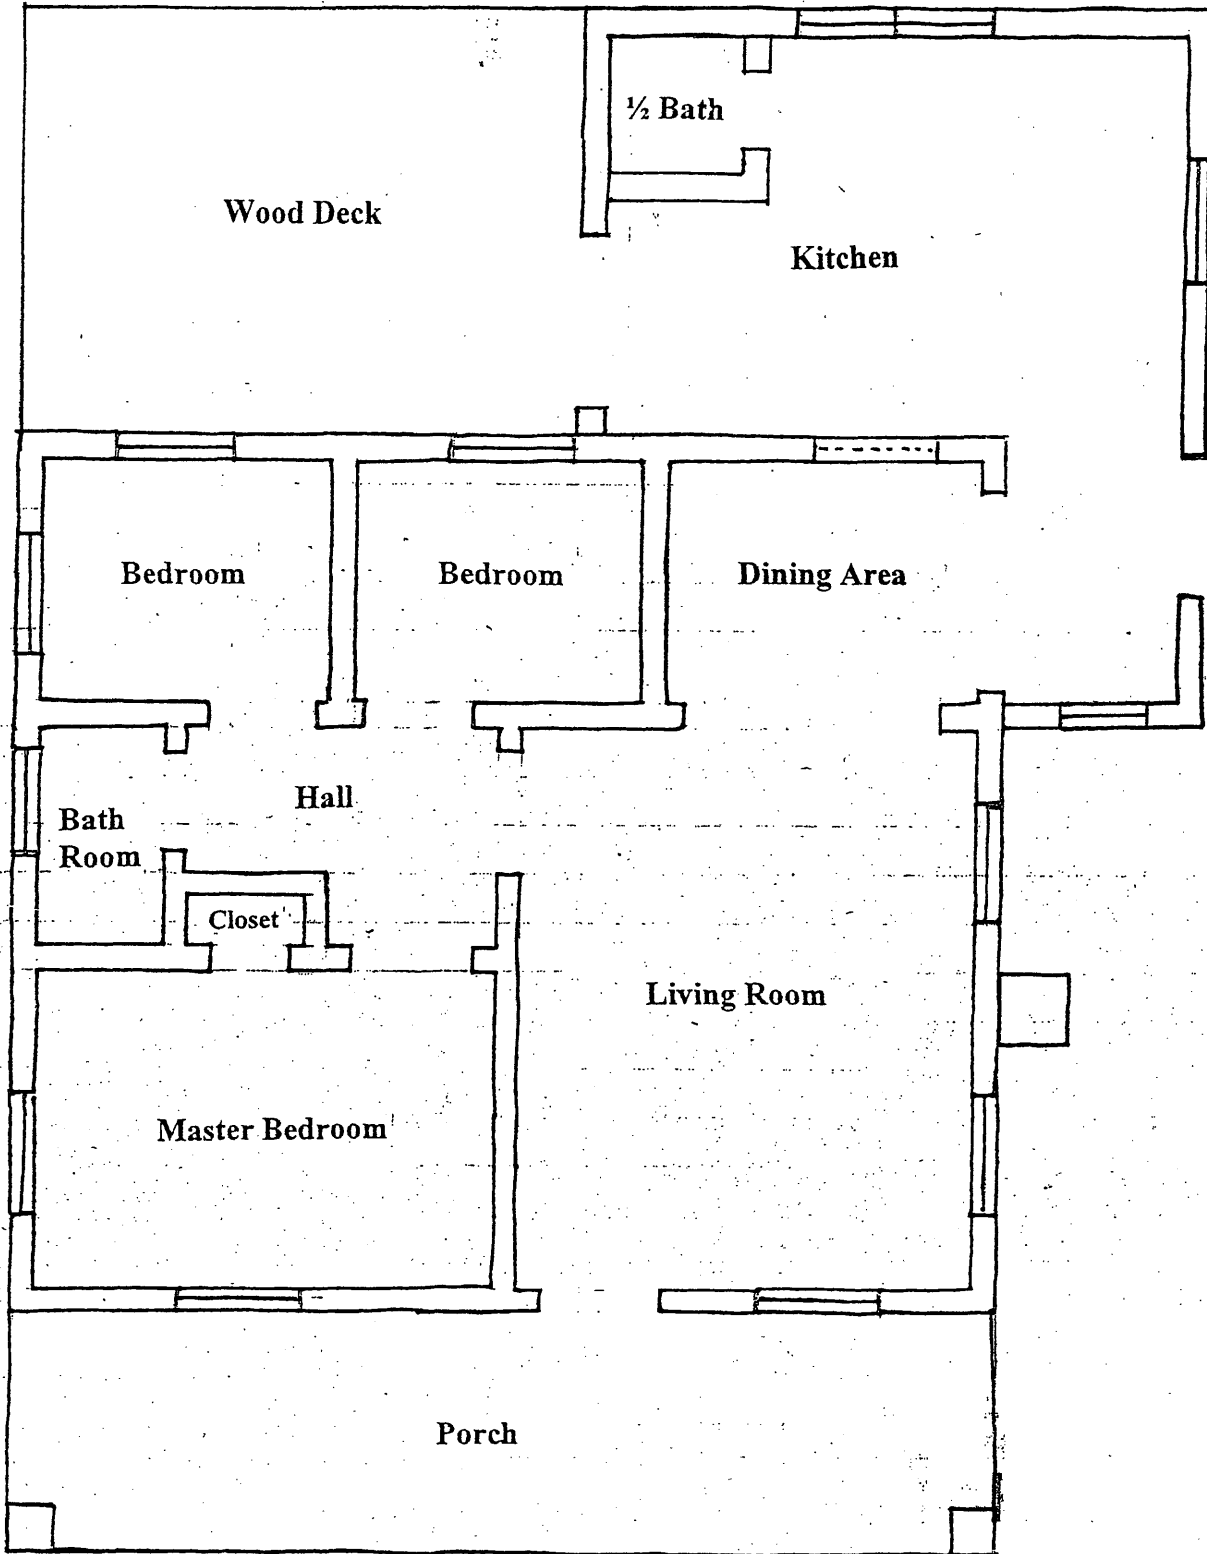 ½ Bath
Wood Deck
Kitchen
Bedroom
Bedroom
Dining Area
Hall
Bath
Room
Closet
Living Room
Master Bedroom
Porch